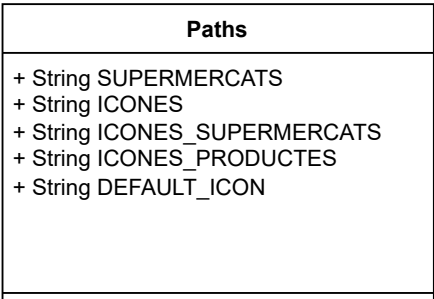 Paths
+ String SUPERMERCATS
+ String ICONES
+ String ICONES_SUPERMERCATS
+ String ICONES_PRODUCTES
+ String DEFAULT_ICON